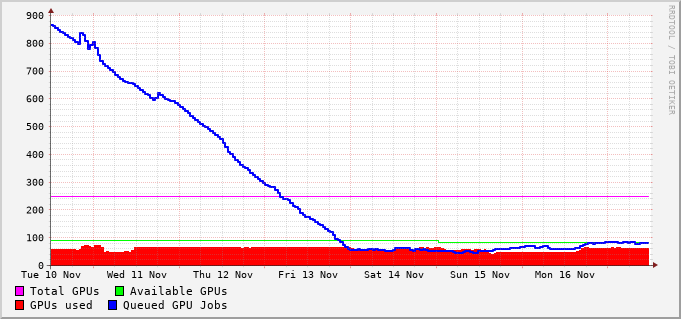 900
800
700
600
500
400
300
200
100
0
Tue 10 Nov Wed 11 Nov Thu 12 Nov Fri 13 Nov Sat 14 Nov Sun 15 Nov Mon 16 Nov
Total GPUs Available GPUs
GPUs used Queued GPU Jobs
RRDTOOL / TOBI OETIKER